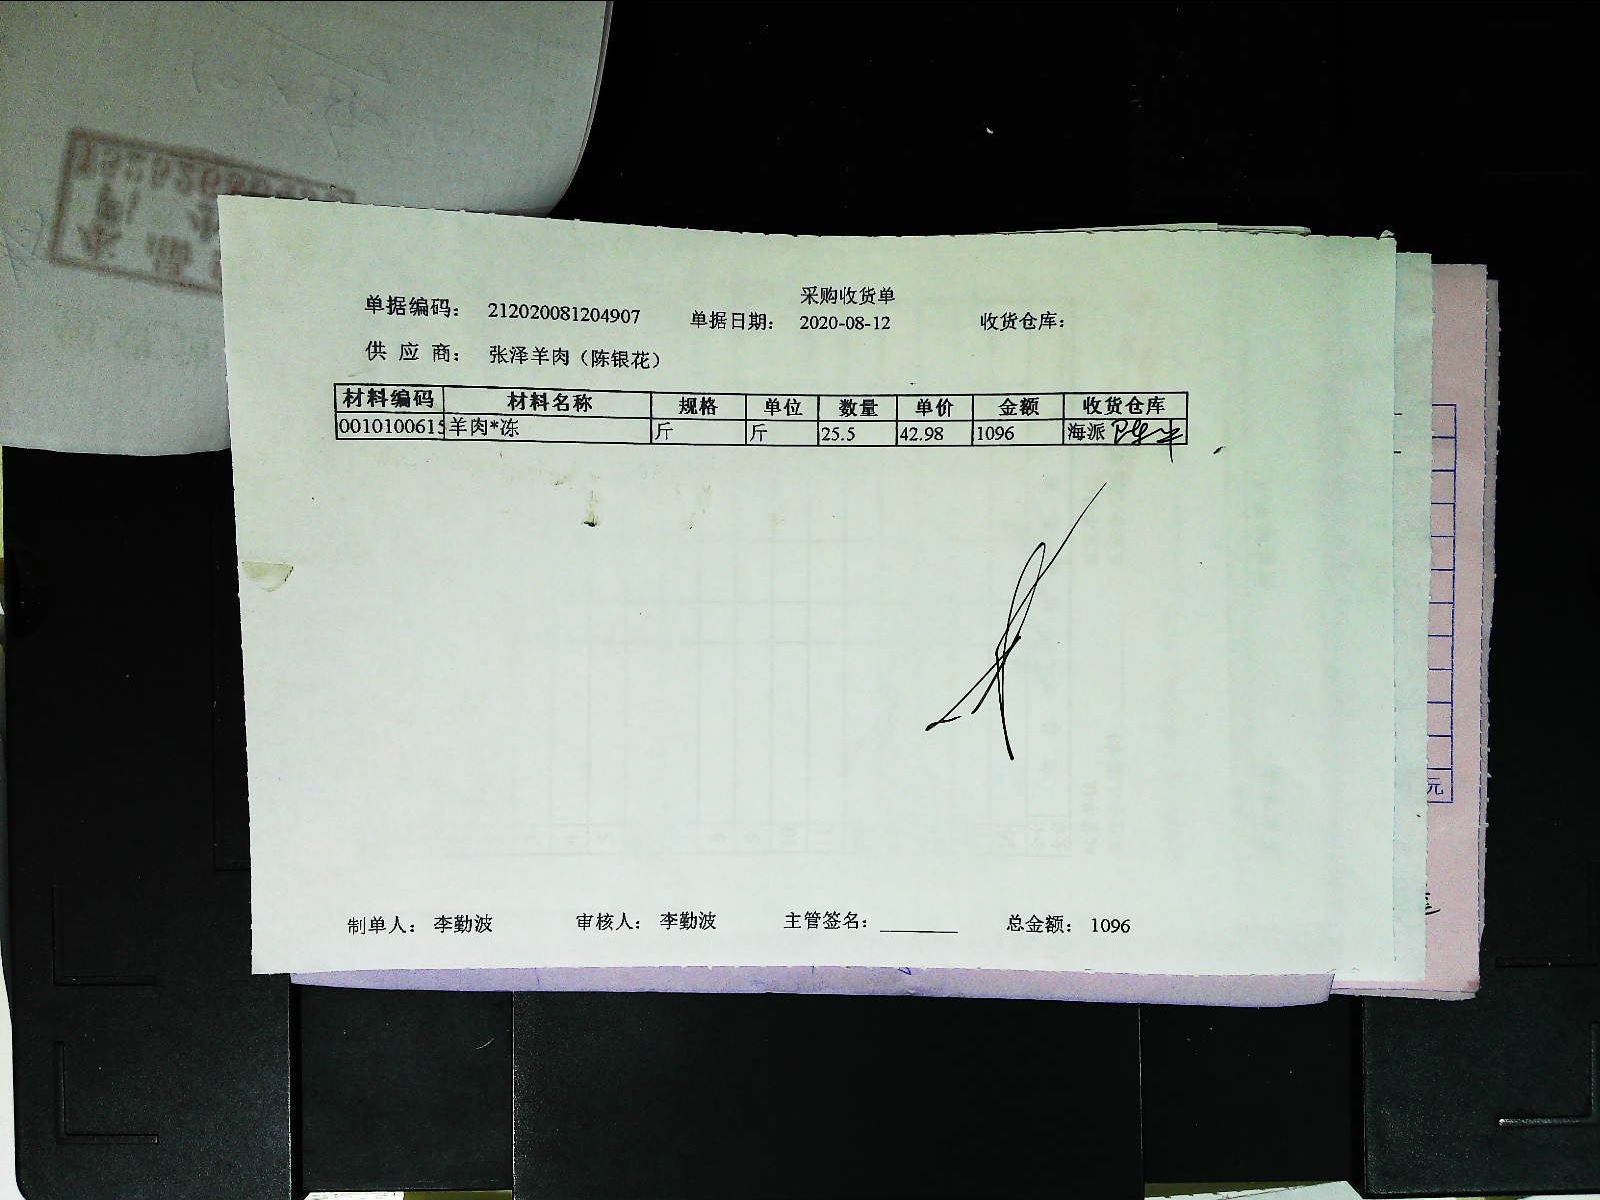 采购收货单
单据编码： 212020081204907 单据日期： 2020-08-12 收货仓库：
供 应 商： 张泽羊肉（陈银花）
材料编码 材料名称 规格 单位 数量 单价 金额 收货仓库
001010061 羊肉*冻 斤 斤 25.5 42.98 1096 海派
制单人： 李勤波 审核人： 李勤波 主管签名： 总金额： 1096
元